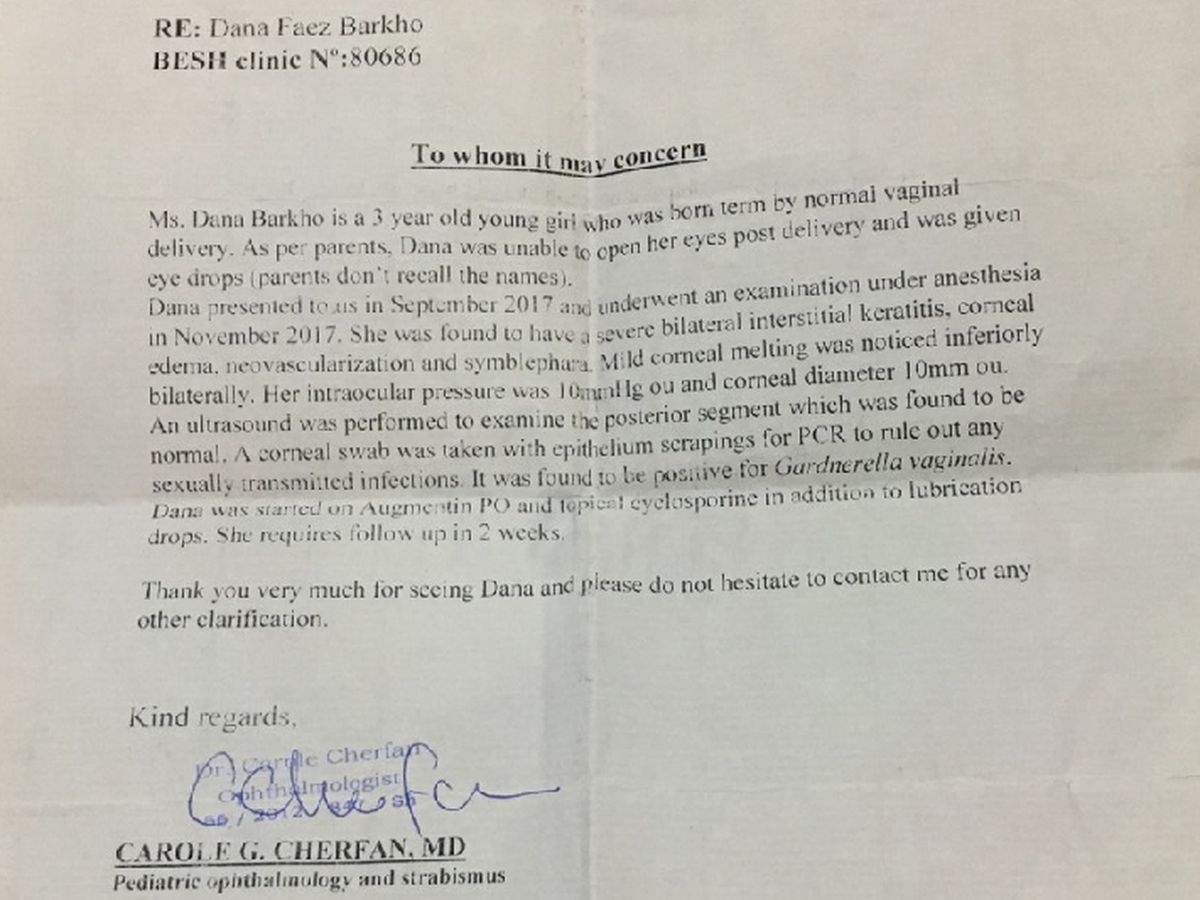 RE: Dana Faez Barkho
BESH clinic Nº:80686
To whom it may concern
Ms. Dana Barkho is a 3 year old young girl who was born term by normal vaginal
delivery. As per parents, Dana was unable to open her eyes post delivery and was given
eye drops (parents don't recall the names).
Dana presented to us in September 2017 and underwent an examination under anesthesia
in November 2017. She was found to have a severe bilateral interstitial keratitis, corneal
edema, neovascularization and symblephara. Mild corneal melting was noticed inferiorly
bilaterally. Her intraocular pressure was 10mmHg ou and corneal diameter 10mm ou.
An ultrasound was performed to examine the posterior segment which was found to be
normal. A corneal swab was taken with epithelium scrapings for PCR to rule out any
sexually transmitted infections. It was found to be positive for Gardnerella vaginalis.
Dana was started on Augmentin PO and topical cyclosporine in addition to lubrication
drops. She requires follow up in 2 weeks.
Thank you very much for seeing Dana and please do not hesitate to contact me for any
other clarification.
Kind regards,
Dr. Carole Cherfan
Ophthalmologist
CAROLE G. CHERFAN, MD
Pediatric ophthalmology and strabismus